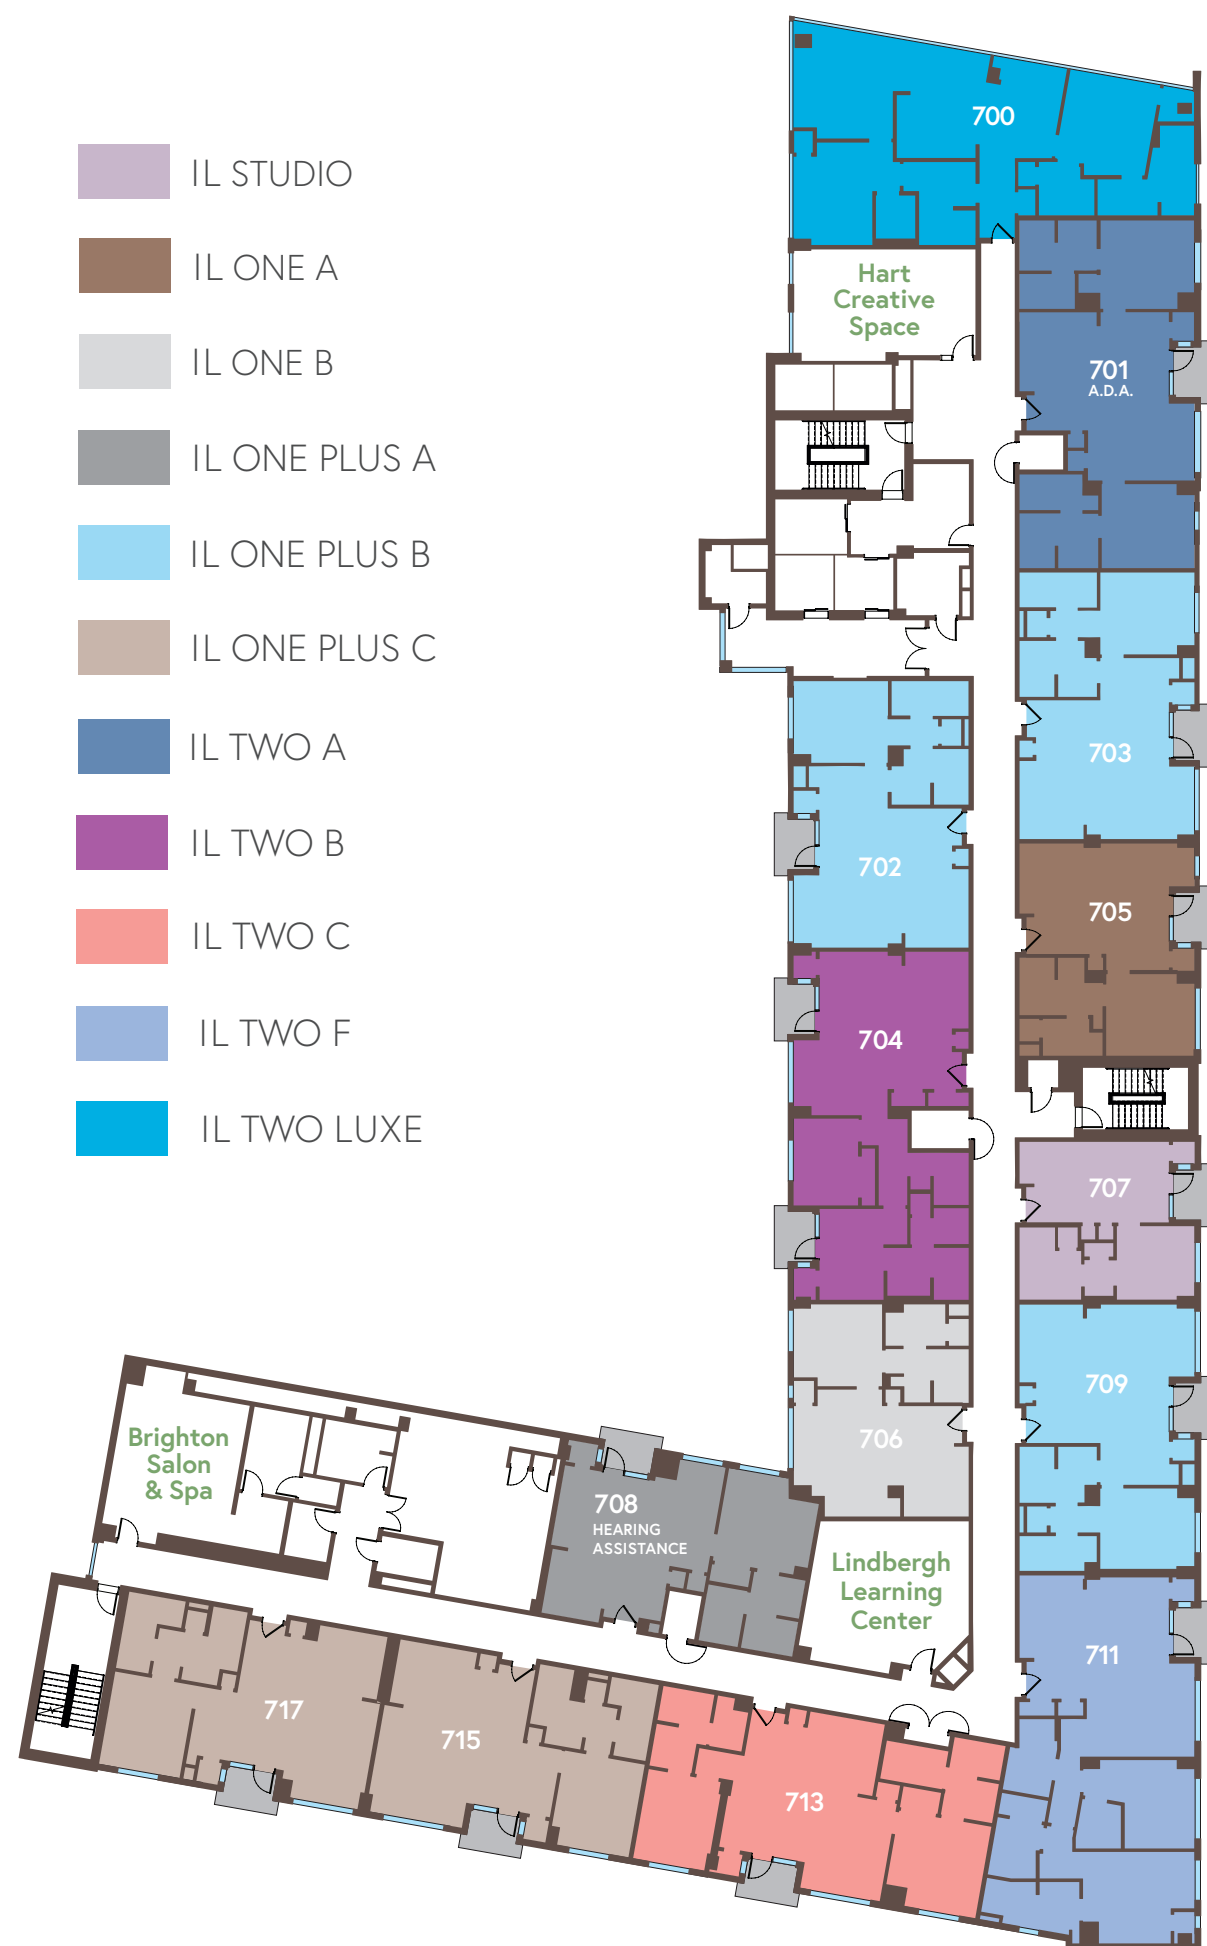 IL STUDIO
IL ONE A
IL ONE B
IL ONE PLUS A
IL ONE PLUS B
IL ONE PLUS C
IL TWO A
IL TWO B
IL TWO C
IL TWO F
IL TWO LUXE
700
Hart
Creative
Space
701
A.D.A.
703
702
705
704
707
709
706
Brighton
Salon
& Spa
708
HEARING
ASSISTANCE
Lindbergh
Learning
Center
711
717
715
713